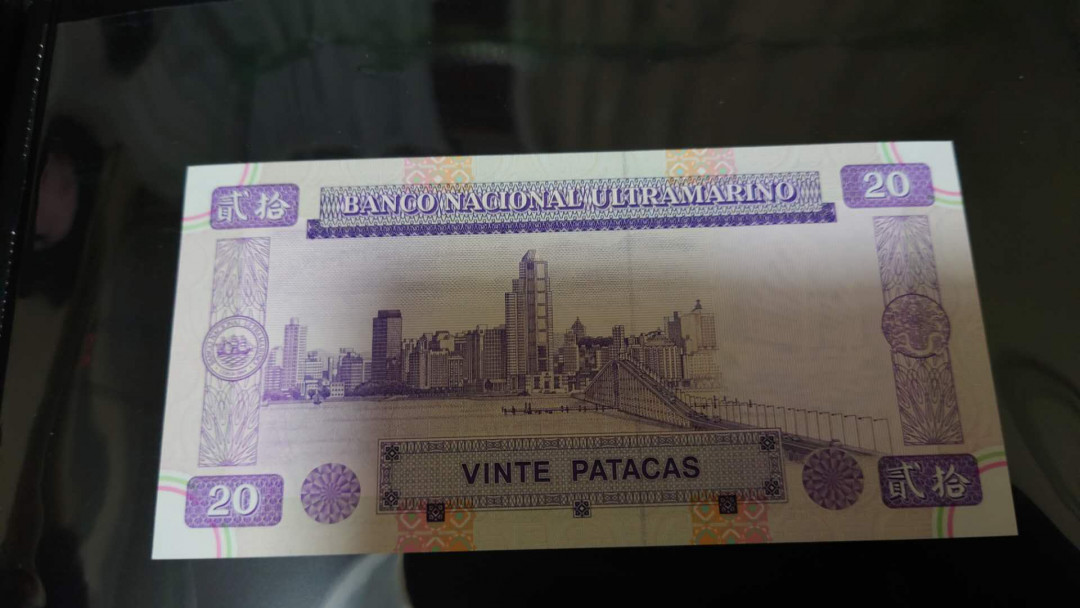 貳拾
BANCO NACIONAL ULTRAMARINO
20
VINTE PATACAS
20
貳拾